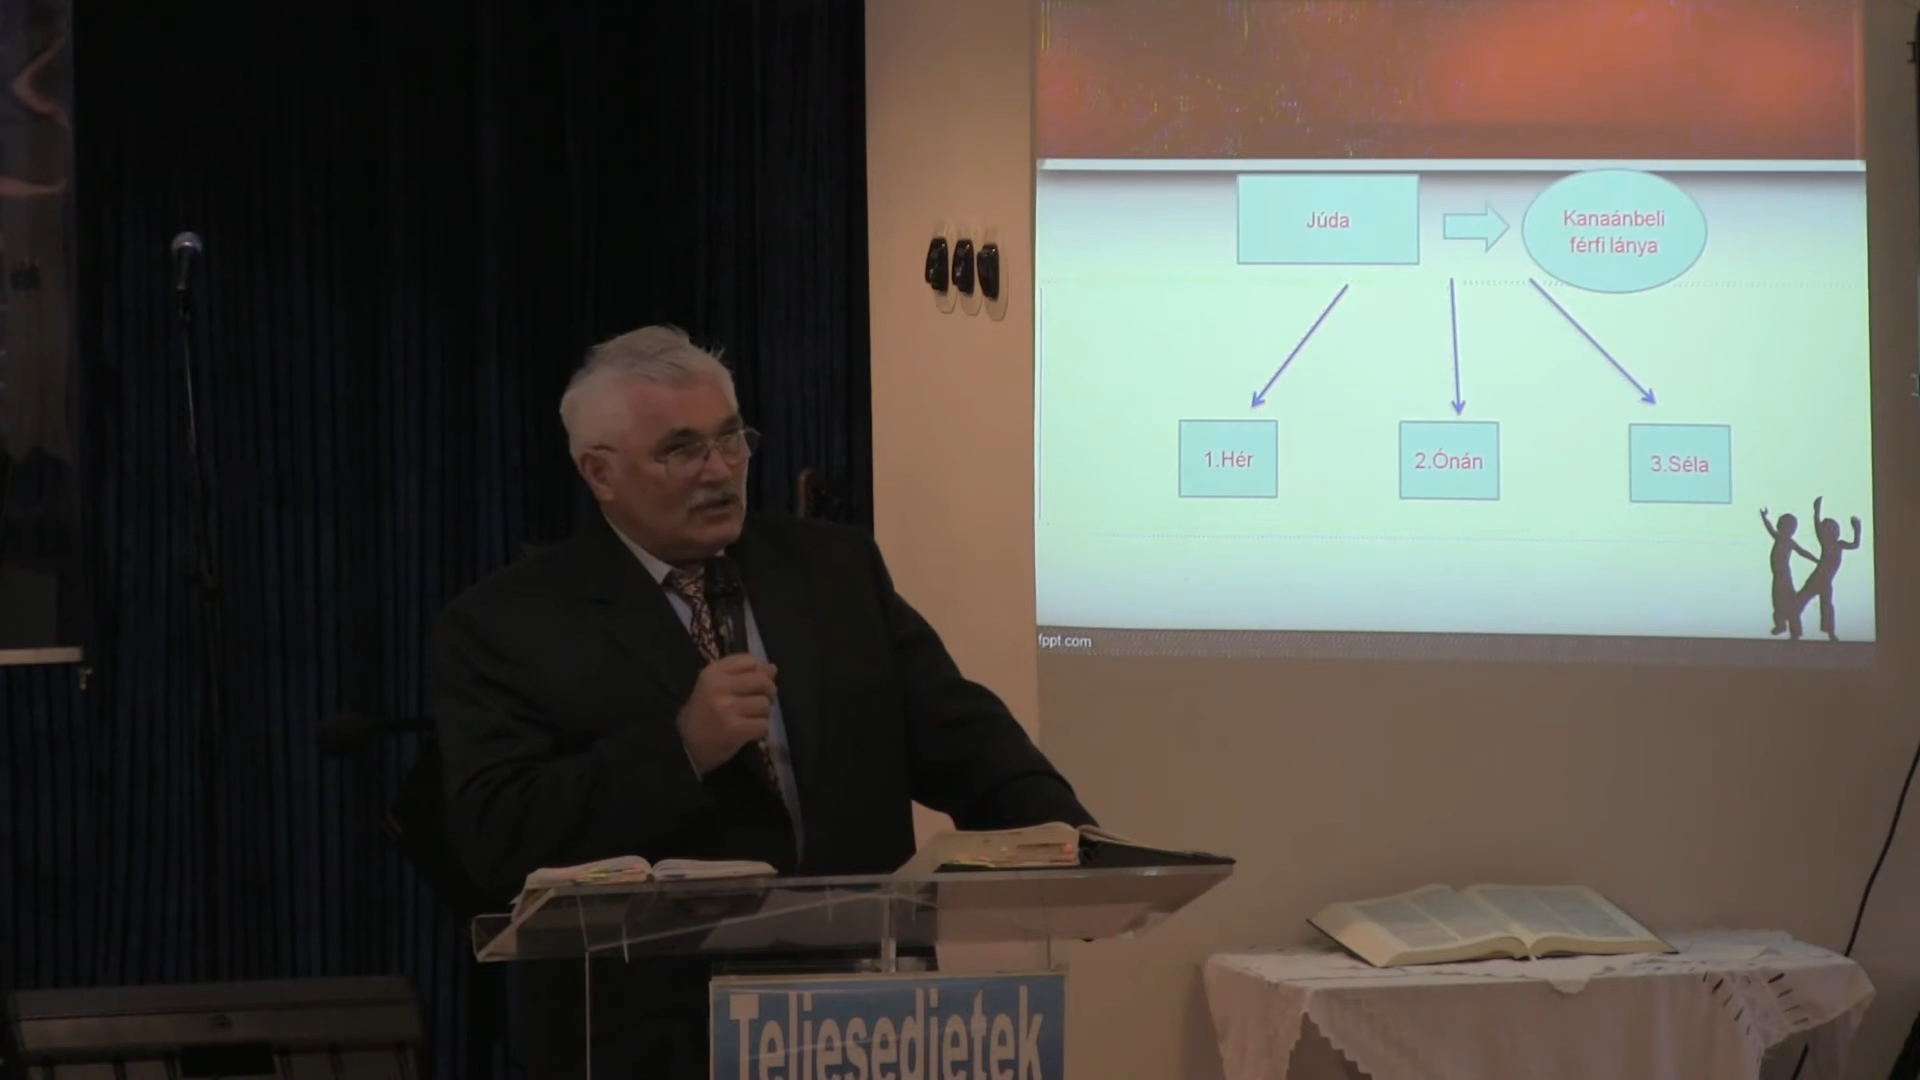 Júda
Kanaánbeli
férfi lánya
1.Hér
2.Ónán
3.Séla
fppt.com
Teljesedjetek